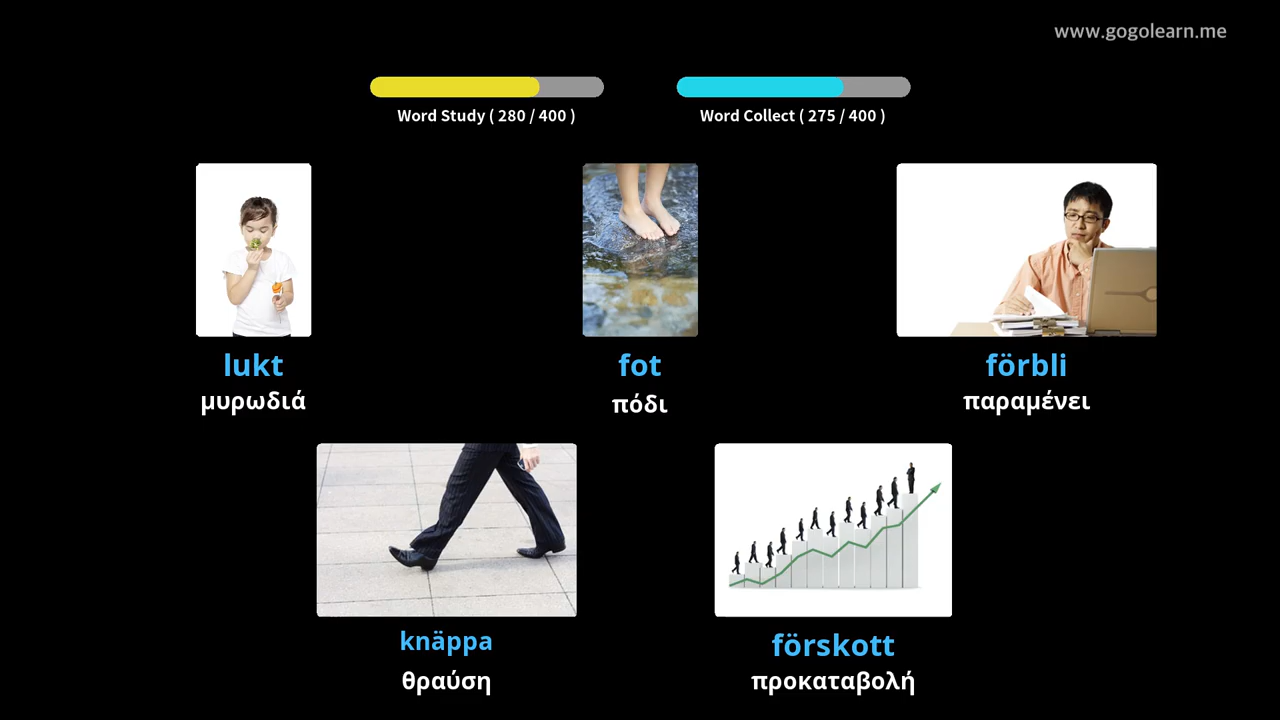 www.gogolearn.me
Word Study ( 280 / 400 )
Word Collect ( 275 / 400 )
lukt
μυρωδιά
fot
πόδι
förbli
παραμένει
knäppa
θραύση
förskott
προκαταβολή